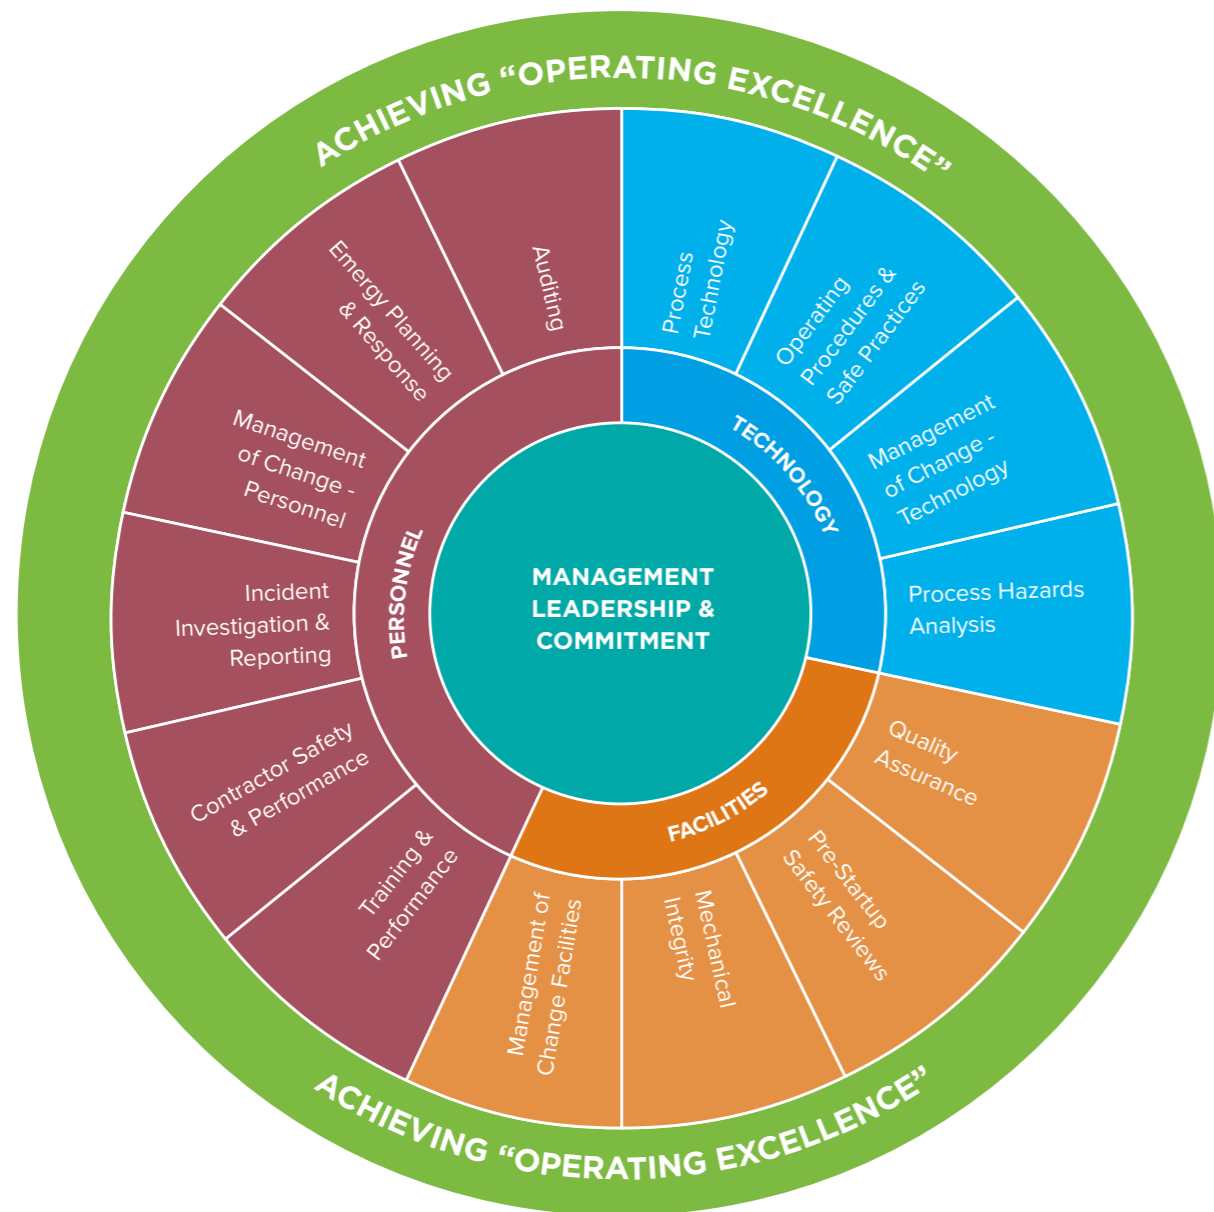 ACHIEVING “OPERATING EXCELLENCE”
Process
Technology
Operating
Procedures &
Safe Practices
Management
of Change -
Technology
Process Hazards
Analysis
Quality
Assurance
Pre-Startup
Safety Reviews
Mechanical
Integrity
Management of
Change Facilities
Training &
Performance
Contractor Safety
& Performance
Incident
Investigation &
Reporting
Management
of Change -
Personnel
Emergy Planning
& Response
Auditing
TECHNOLOGY
FACILITIES
PERSONNEL
MANAGEMENT
LEADERSHIP &
COMMITMENT
ACHIEVING “OPERATING EXCELLENCE”